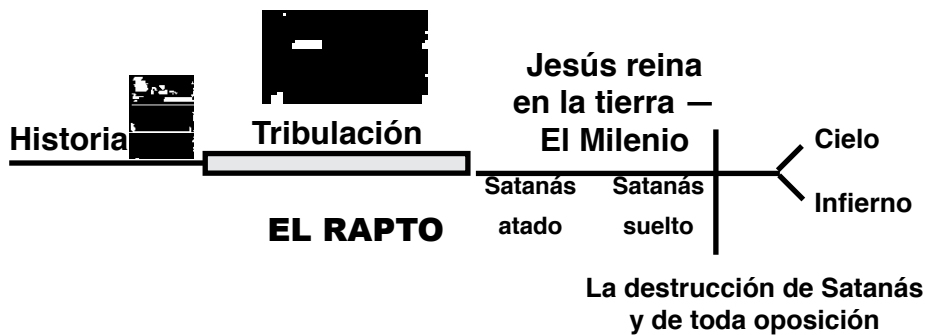 Historia
Tribulación
EL RAPTO
Jesús reina
en la tierra —
El Milenio
Satanás
atado
Satanás
suelto
Cielo
Infierno
La destrucción de Satanás
y de toda oposición